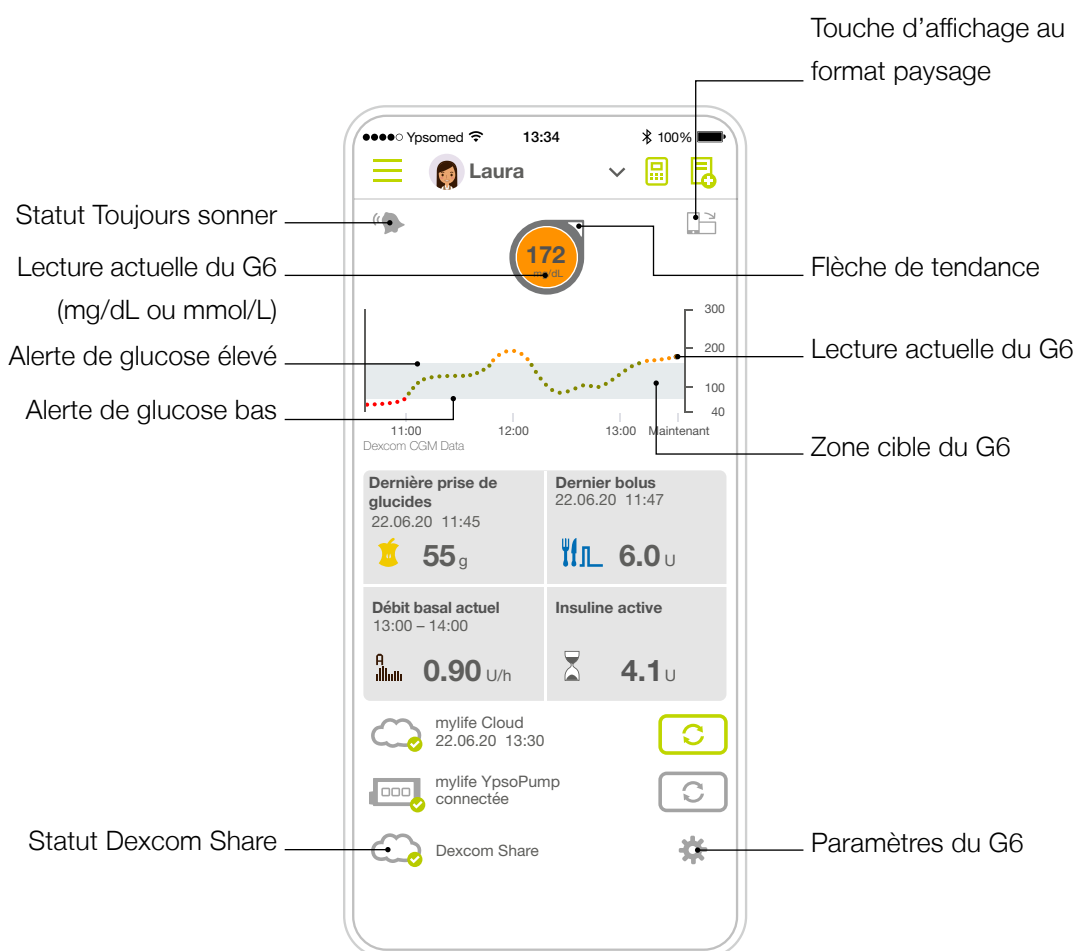 Touche d'affichage au
format paysage
Ypsomed 13:34 100%
Laura
Statut Toujours sonner
172
mg/dL
Lecture actuelle du G6
(mg/dL ou mmol/L)
Flèche de tendance
300
Alerte de glucose élevé
200
Lecture actuelle du G6
Alerte de glucose bas
100
40
11:00 12:00 13:00 Maintenant
Dexcom CGM Data
Zone cible du G6
Dernière prise de
glucides
22.06.20 11:45
55 g
Dernier bolus
22.06.20 11:47
6.0 U
Débit basal actuel
13:00 – 14:00
A
0.90 U/h
Insuline active
4.1 U
mylife Cloud
22.06.20 13:30
mylife YpsoPump
connectée
Statut Dexcom Share
Dexcom Share
Paramètres du G6